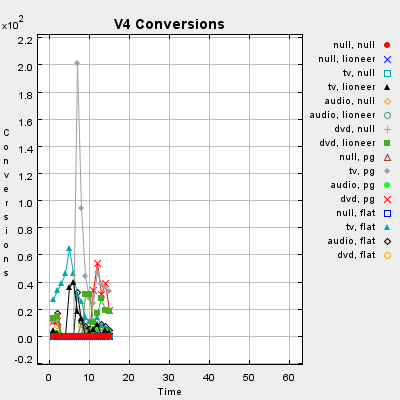 V4 Conversions
x10²
2.2
2.0
1.8
1.6
1.4
1.2
1.0
0.8
0.6
0.4
0.2
0.0
-0.2
Conversions
0 10 20 30 40 50 60
Time
null, null
null, lioneer
tv, null
tv, lioneer
audio, null
audio, lioneer
dvd, null
dvd, lioneer
null, pg
tv, pg
audio, pg
dvd, pg
null, flat
tv, flat
audio, flat
dvd, flat